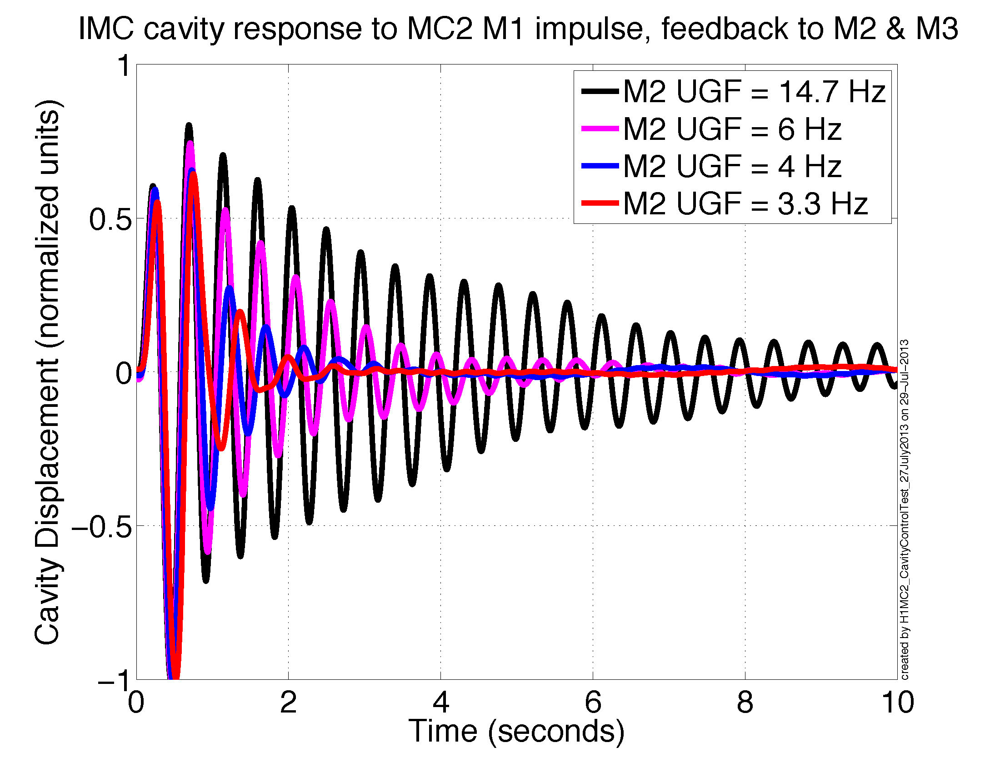 IMC cavity response to MC2 M1 impulse, feedback to M2 & M3
Cavity Displacement (normalized units)
1
0.5
0
−0.5
−1
M2 UGF = 14.7 Hz
M2 UGF = 6 Hz
M2 UGF = 4 Hz
M2 UGF = 3.3 Hz
created by H1MC2_CavityControlTest_27July2013 on 29−Jul−2013
0 2 4 6 8 10
Time (seconds)